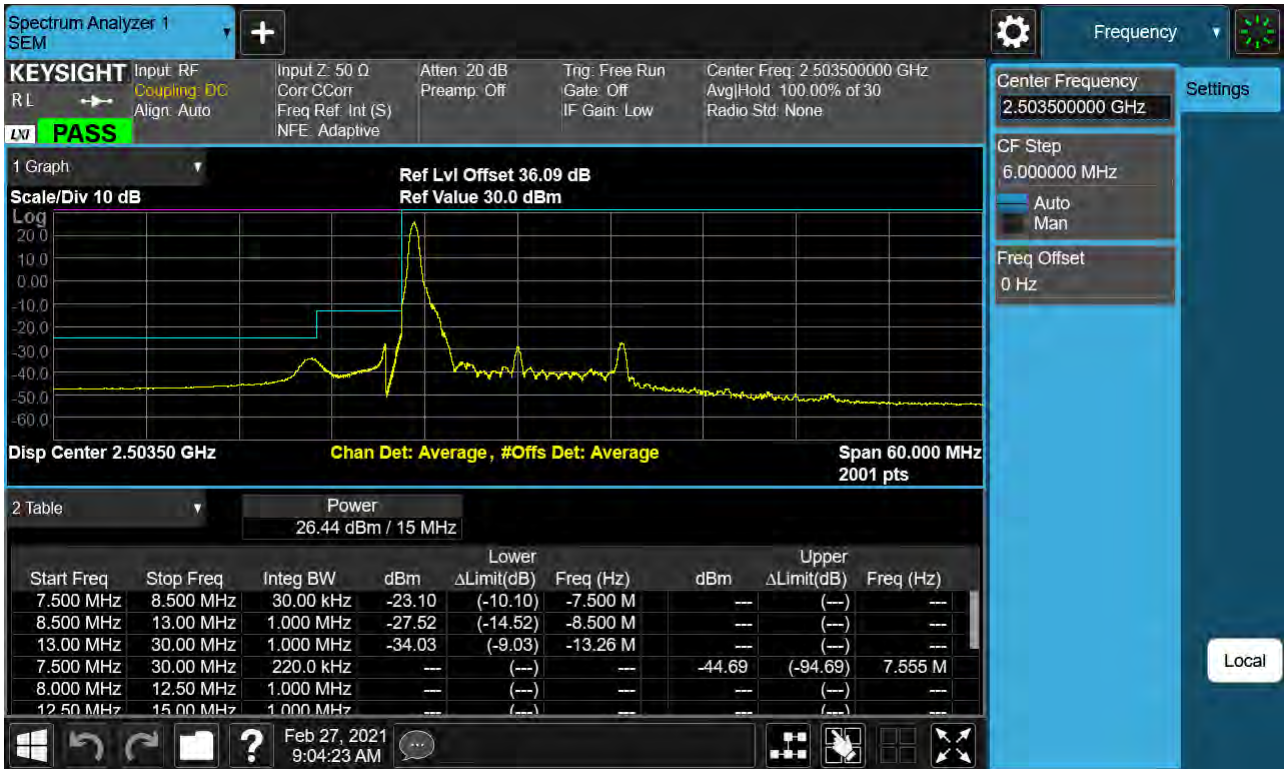 Spectrum Analyzer 1
SEM
+
Frequency
KEYSIGHT
R L
LXI
PASS
Input: RF
Coupling: DC
Align: Auto
Input Z: 50 Ω
Corr CCorr
Freq Ref: Int (S)
NFE: Adaptive
Atten: 20 dB
Preamp: Off
Trig: Free Run
Gate: Off
IF Gain: Low
Center Freq: 2.503500000 GHz
Avg|Hold: 100.00% of 30
Radio Std: None
Center Frequency
2.503500000 GHz
Settings
CF Step
6.000000 MHz
Auto
Man
Freq Offset
0 Hz
1 Graph
Scale/Div 10 dB
Ref Lvl Offset 36.09 dB
Ref Value 30.0 dBm
Log
20.0
10.0
0.00
-10.0
-20.0
-30.0
-40.0
-50.0
-60.0
Disp Center 2.50350 GHz
Chan Det: Average, #Offs Det: Average
Span 60.000 MHz
2001 pts
2 Table
Power
26.44 dBm / 15 MHz
Lower Upper
Start Freq Stop Freq Integ BW dBm ΔLimit(dB) Freq (Hz) dBm ΔLimit(dB) Freq (Hz)
7.500 MHz 8.500 MHz 30.00 kHz -23.10 (-10.10) -7.500 M --- (---) ---
8.500 MHz 13.00 MHz 1.000 MHz -27.52 (-14.52) -8.500 M --- (---) ---
13.00 MHz 30.00 MHz 1.000 MHz -34.03 (-9.03) -13.26 M --- (---) ---
7.500 MHz 30.00 MHz 220.0 kHz --- (---) --- -44.69 (-94.69) 7.555 M
8.000 MHz 12.50 MHz 1.000 MHz --- (---) --- --- (---) ---
12.50 MHz 15.00 MHz 1.000 MHz --- (---) --- --- (---) ---
Local
?
Feb 27, 2021
9:04:23 AM